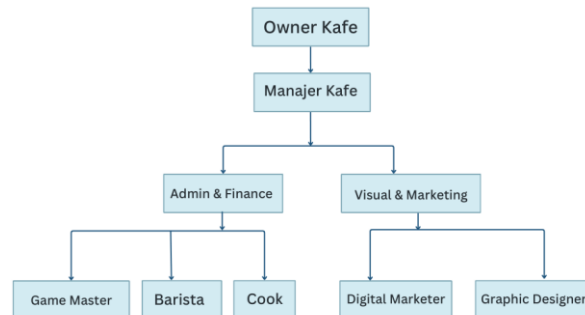 Owner Kafe
Manajer Kafe
Admin & Finance
Visual & Marketing
Game Master
Barista
Cook
Digital Marketer
Graphic Designer